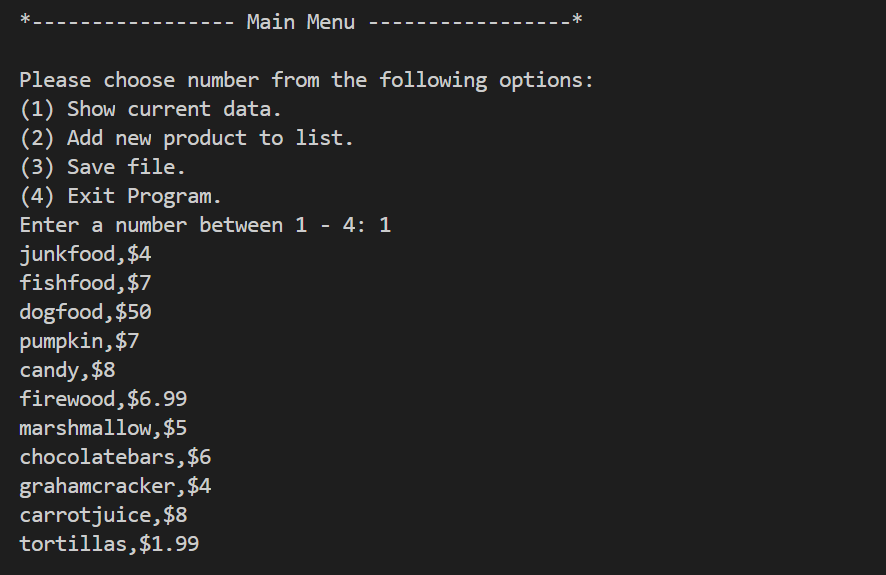 *----------------- Main Menu -----------------*
Please choose number from the following options:
(1) Show current data.
(2) Add new product to list.
(3) Save file.
(4) Exit Program.
Enter a number between 1 - 4: 1
junkfood,$4
fishfood,$7
dogfood,$50
pumpkin,$7
candy,$8
firewood,$6.99
marshmallow,$5
chocolatebars,$6
grahamcracker,$4
carrotjuice,$8
tortillas,$1.99